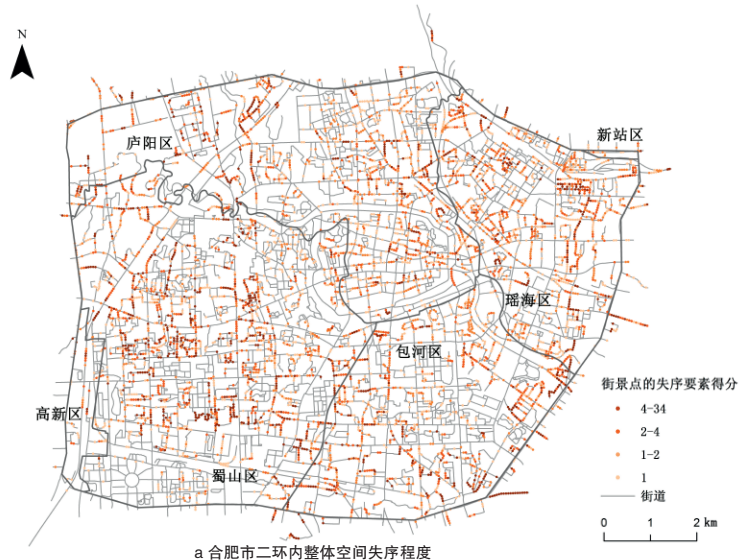 N
庐阳区
新站区
瑶海区
包河区
高新区
蜀山区
街景点的失序要素得分
4-34
2-4
1-2
1
街道
0 1 2 km
a 合肥市二环内整体空间失序程度